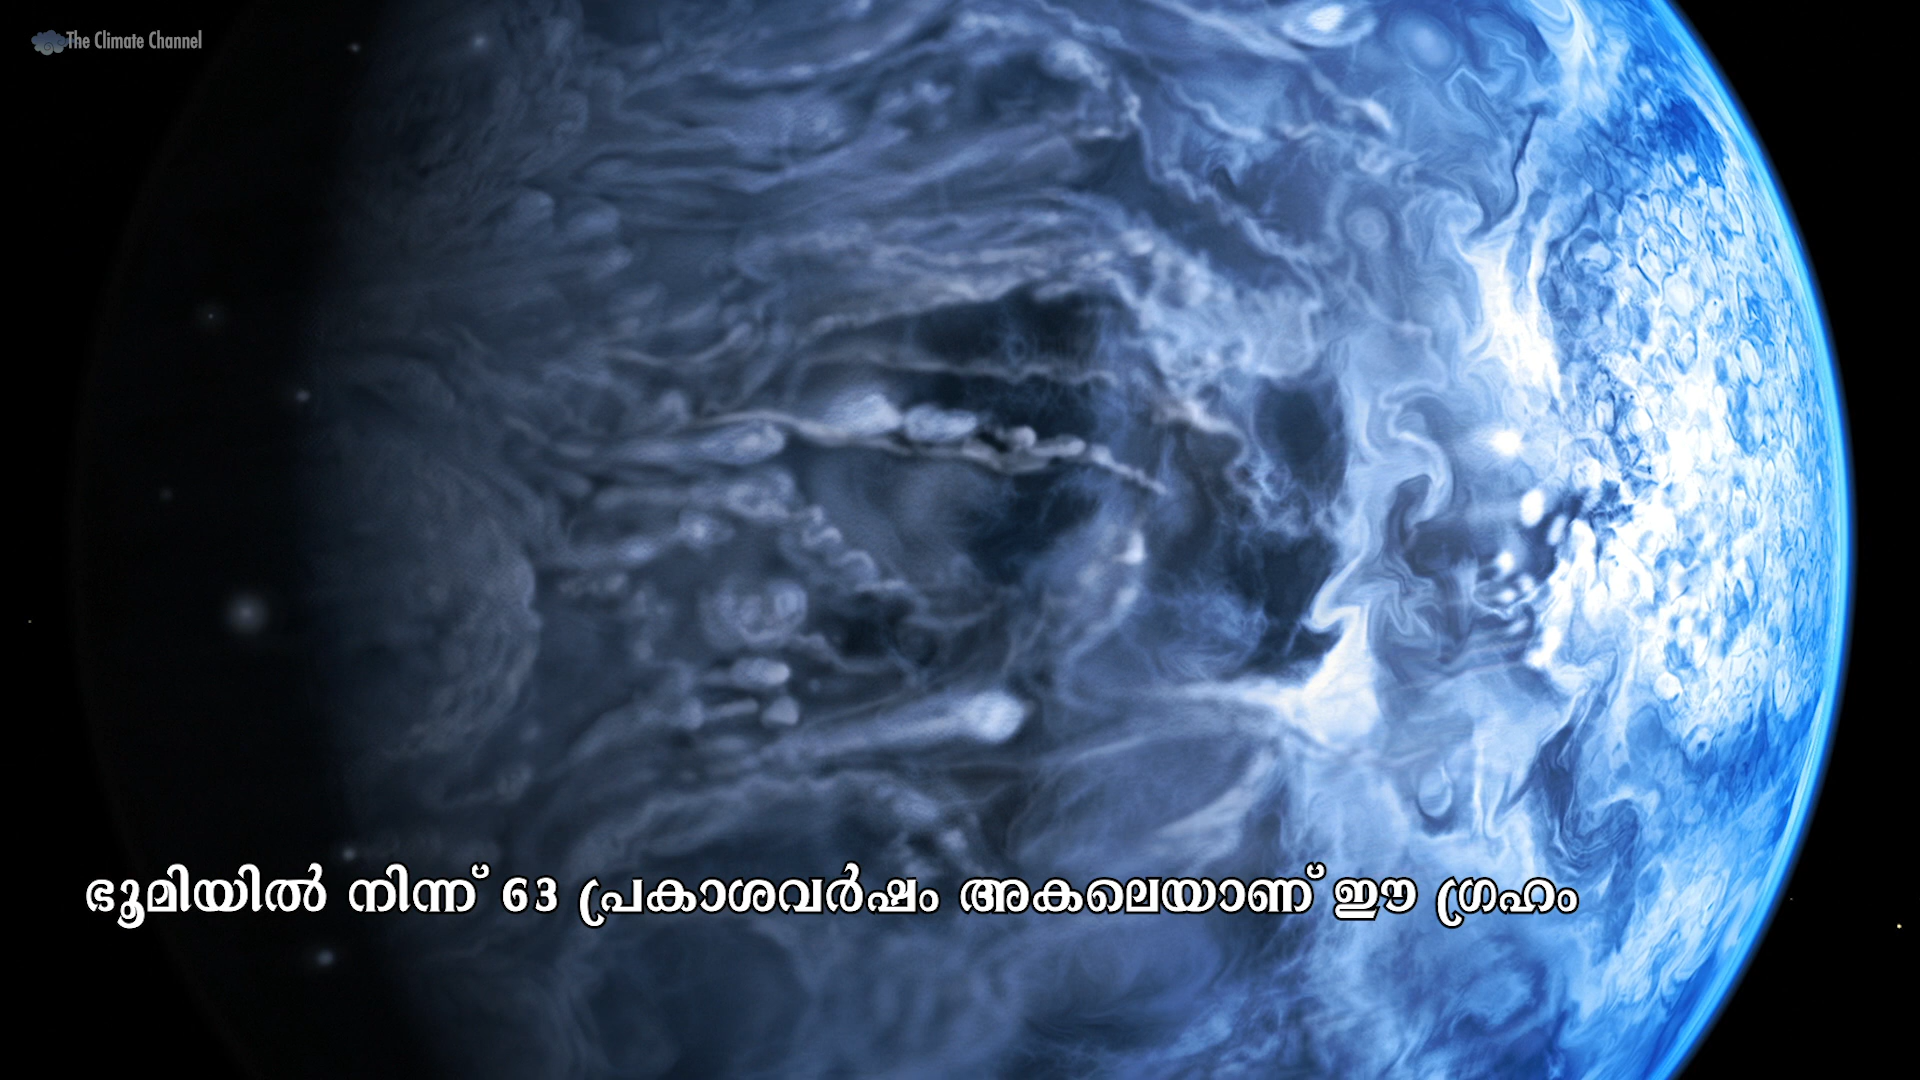 The Climate Channel
ഭൂമിയിൽ നിന്ന് 63 പ്രകാശവർഷം അകലെയാണ് ഈ ഗ്രഹം